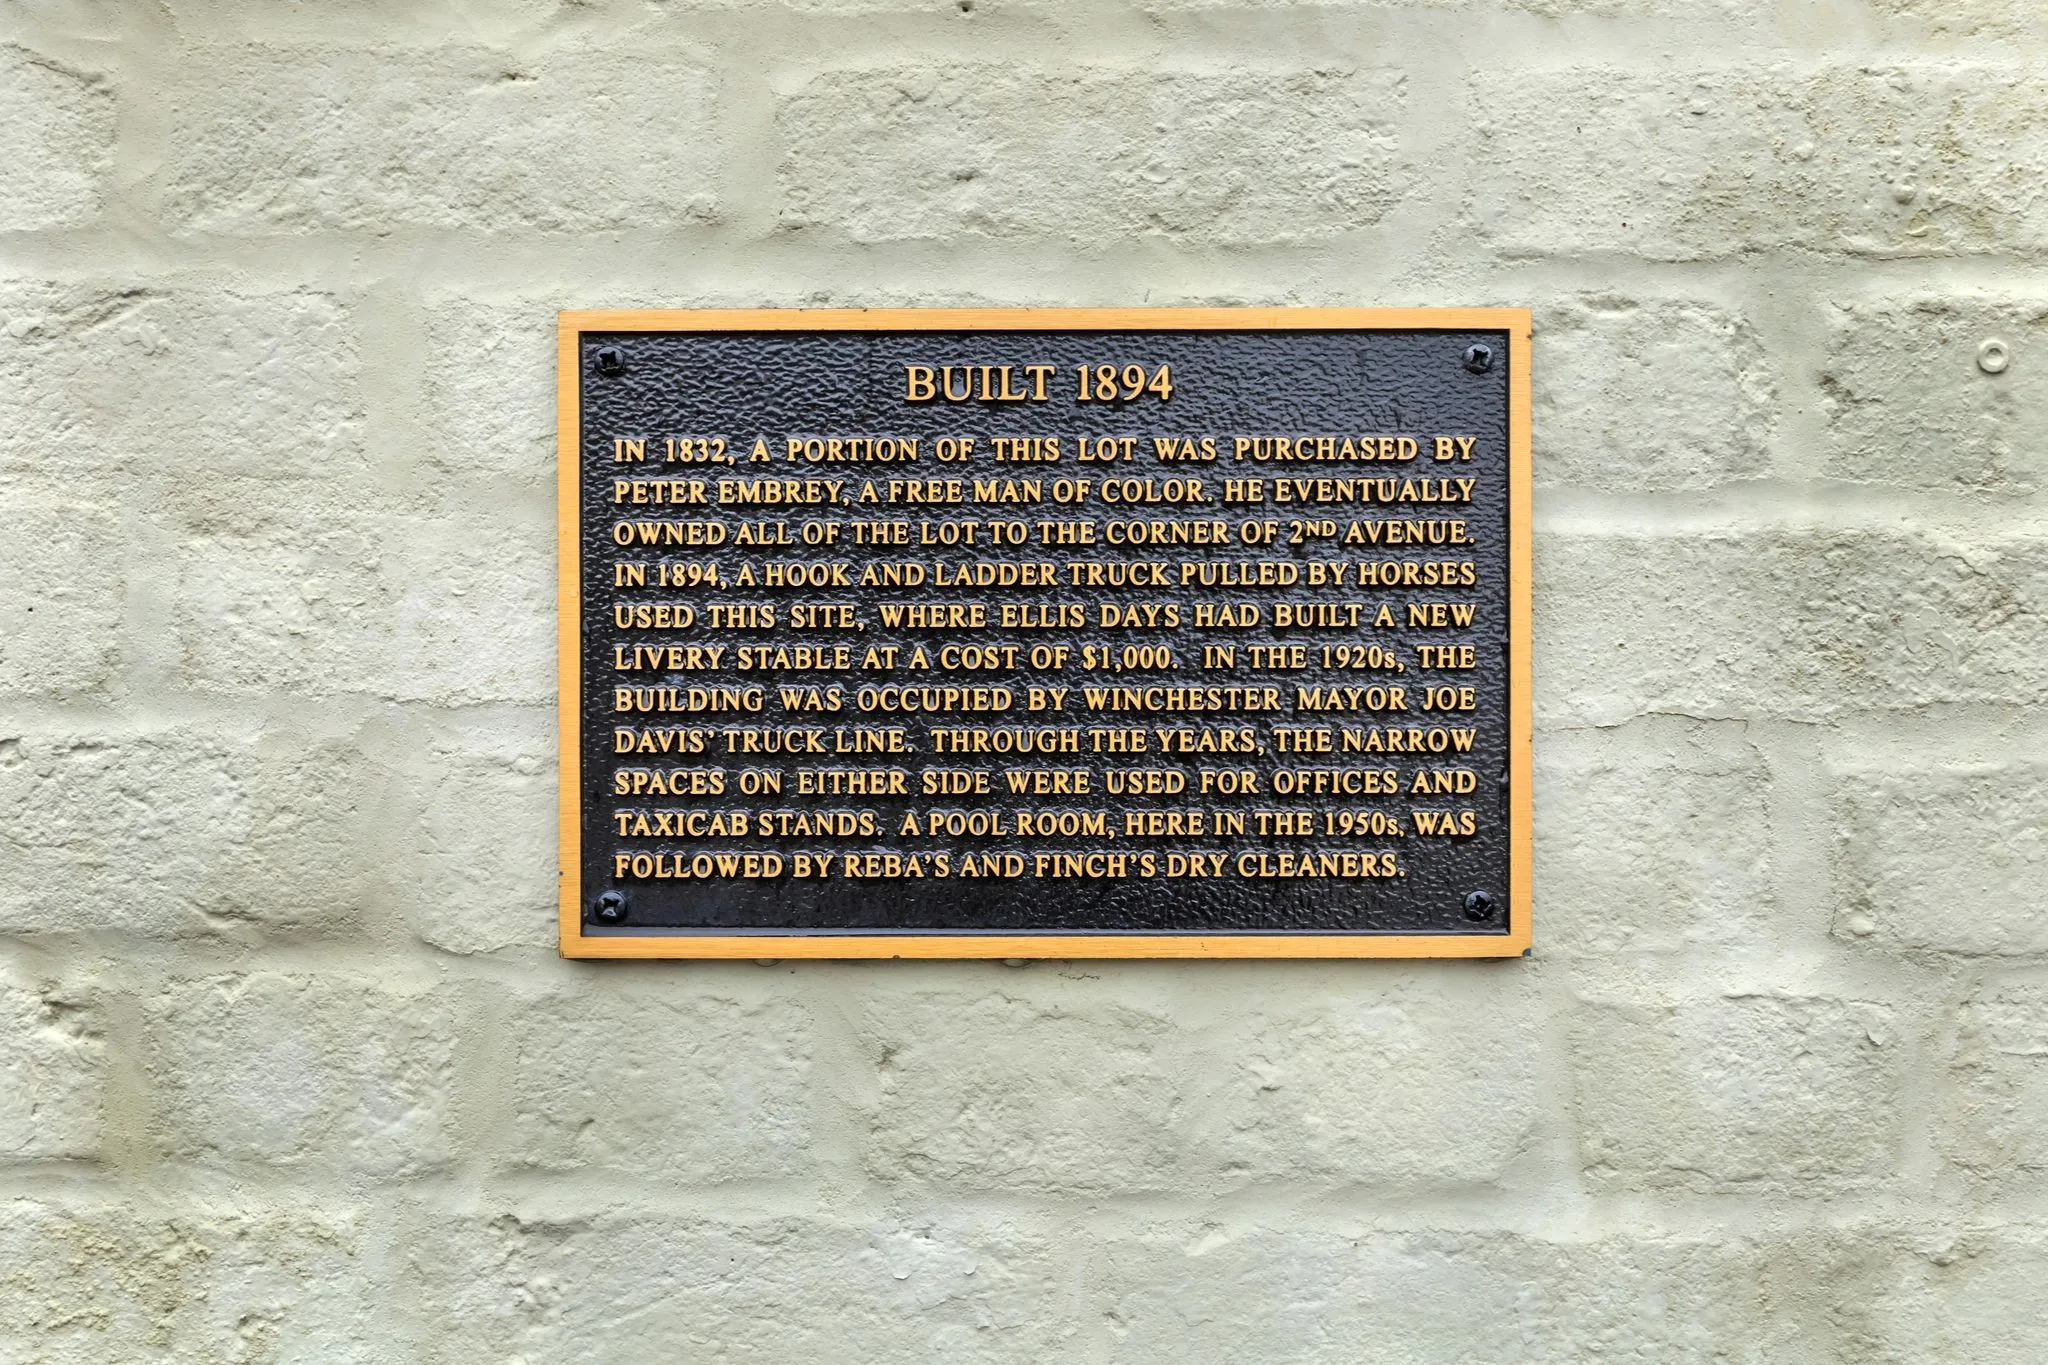 BUILT 1894
IN 1832, A PORTION OF THIS LOT WAS PURCHASED BY
PETER EMBREY, A FREE MAN OF COLOR. HE EVENTUALLY
OWNED ALL OF THE LOT TO THE CORNER OF 2ND AVENUE.
IN 1894, A HOOK AND LADDER TRUCK PULLED BY HORSES
USED THIS SITE, WHERE ELLIS DAYS HAD BUILT A NEW
LIVERY STABLE AT A COST OF $1,000. IN THE 1920s, THE
BUILDING WAS OCCUPIED BY WINCHESTER MAYOR JOE
DAVIS' TRUCK LINE. THROUGH THE YEARS, THE NARROW
SPACES ON EITHER SIDE WERE USED FOR OFFICES AND
TAXICAB STANDS. A POOL ROOM, HERE IN THE 1950s, WAS
FOLLOWED BY REBA'S AND FINCH'S DRY CLEANERS.